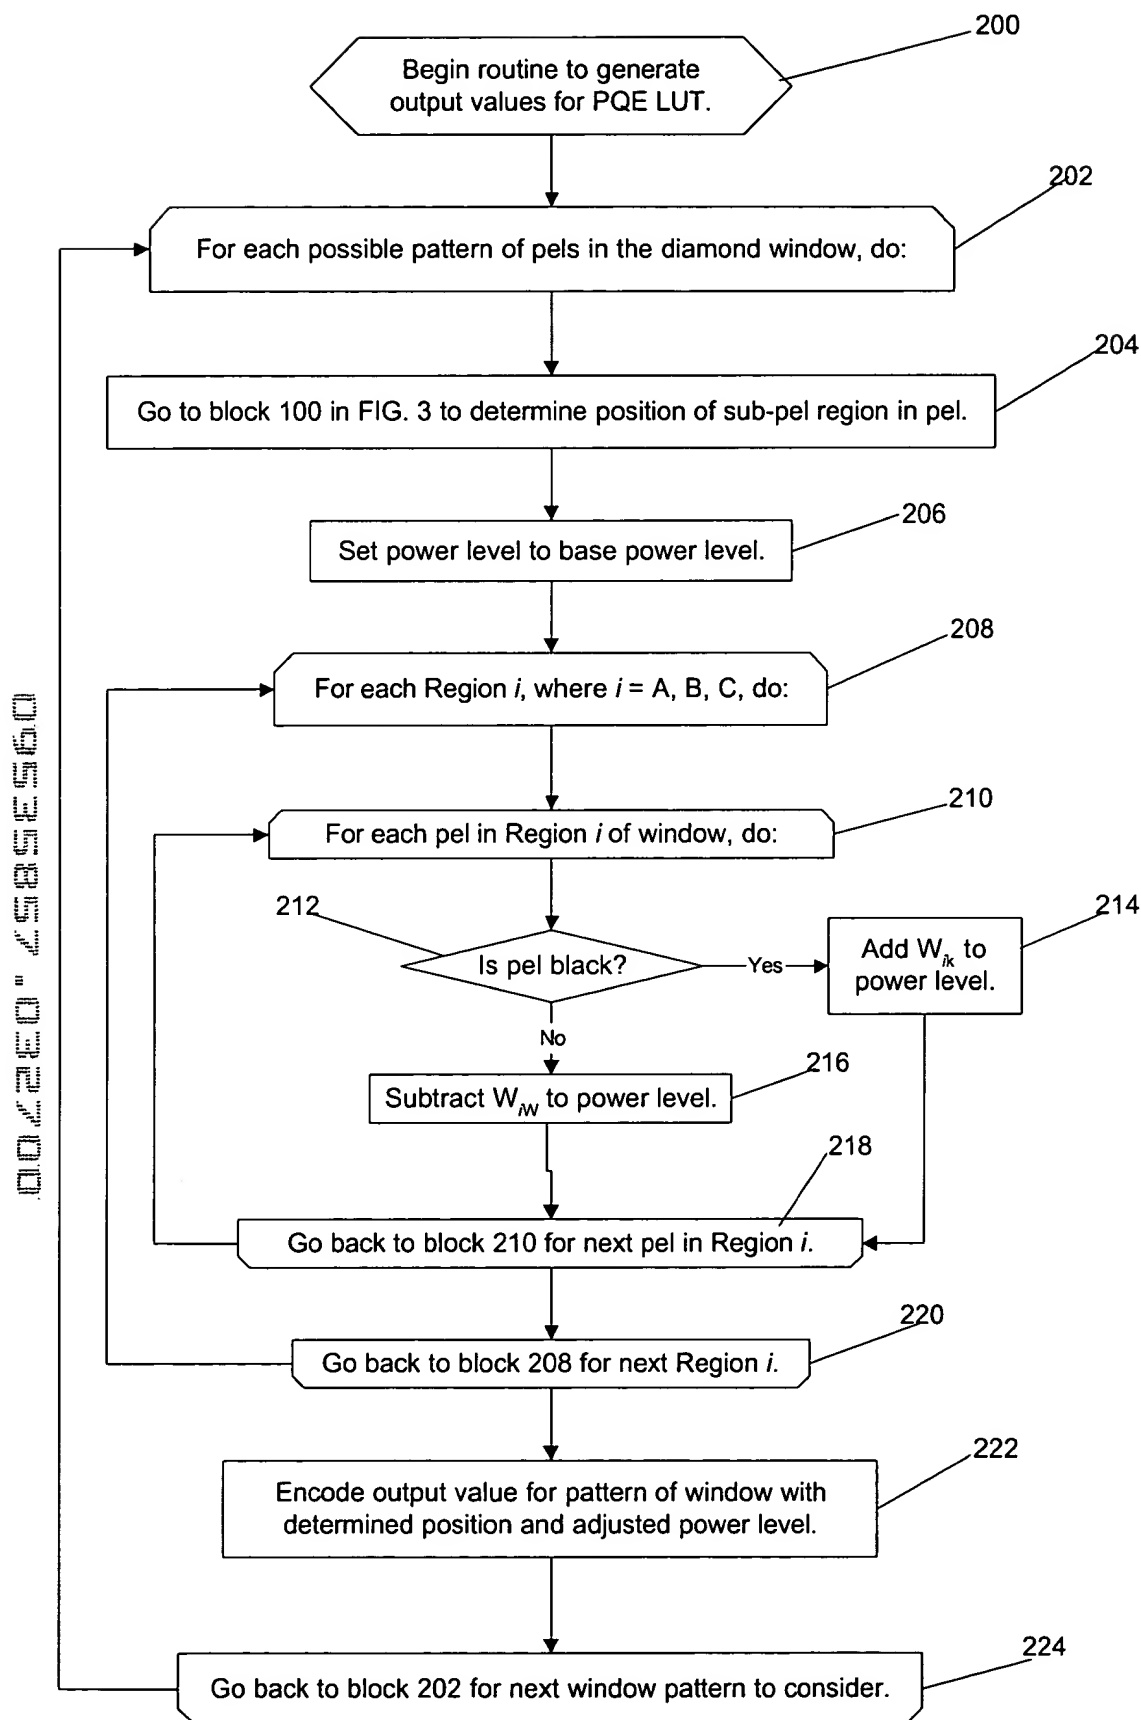 200
Begin routine to generate
output values for PQE LUT.
202
For each possible pattern of pels in the diamond window, do:
204
Go to block 100 in FIG. 3 to determine position of sub-pel region in pel.
206
Set power level to base power level.
208
For each Region i, where i = A, B, C, do:
210
For each pel in Region i of window, do:
212
Is pel black?
Yes
214
Add Wik to
power level.
No
216
Subtract WiW to power level.
218
Go back to block 210 for next pel in Region i.
220
Go back to block 208 for next Region i.
222
Encode output value for pattern of window with
determined position and adjusted power level.
224
Go back to block 202 for next window pattern to consider.
09535857.032700